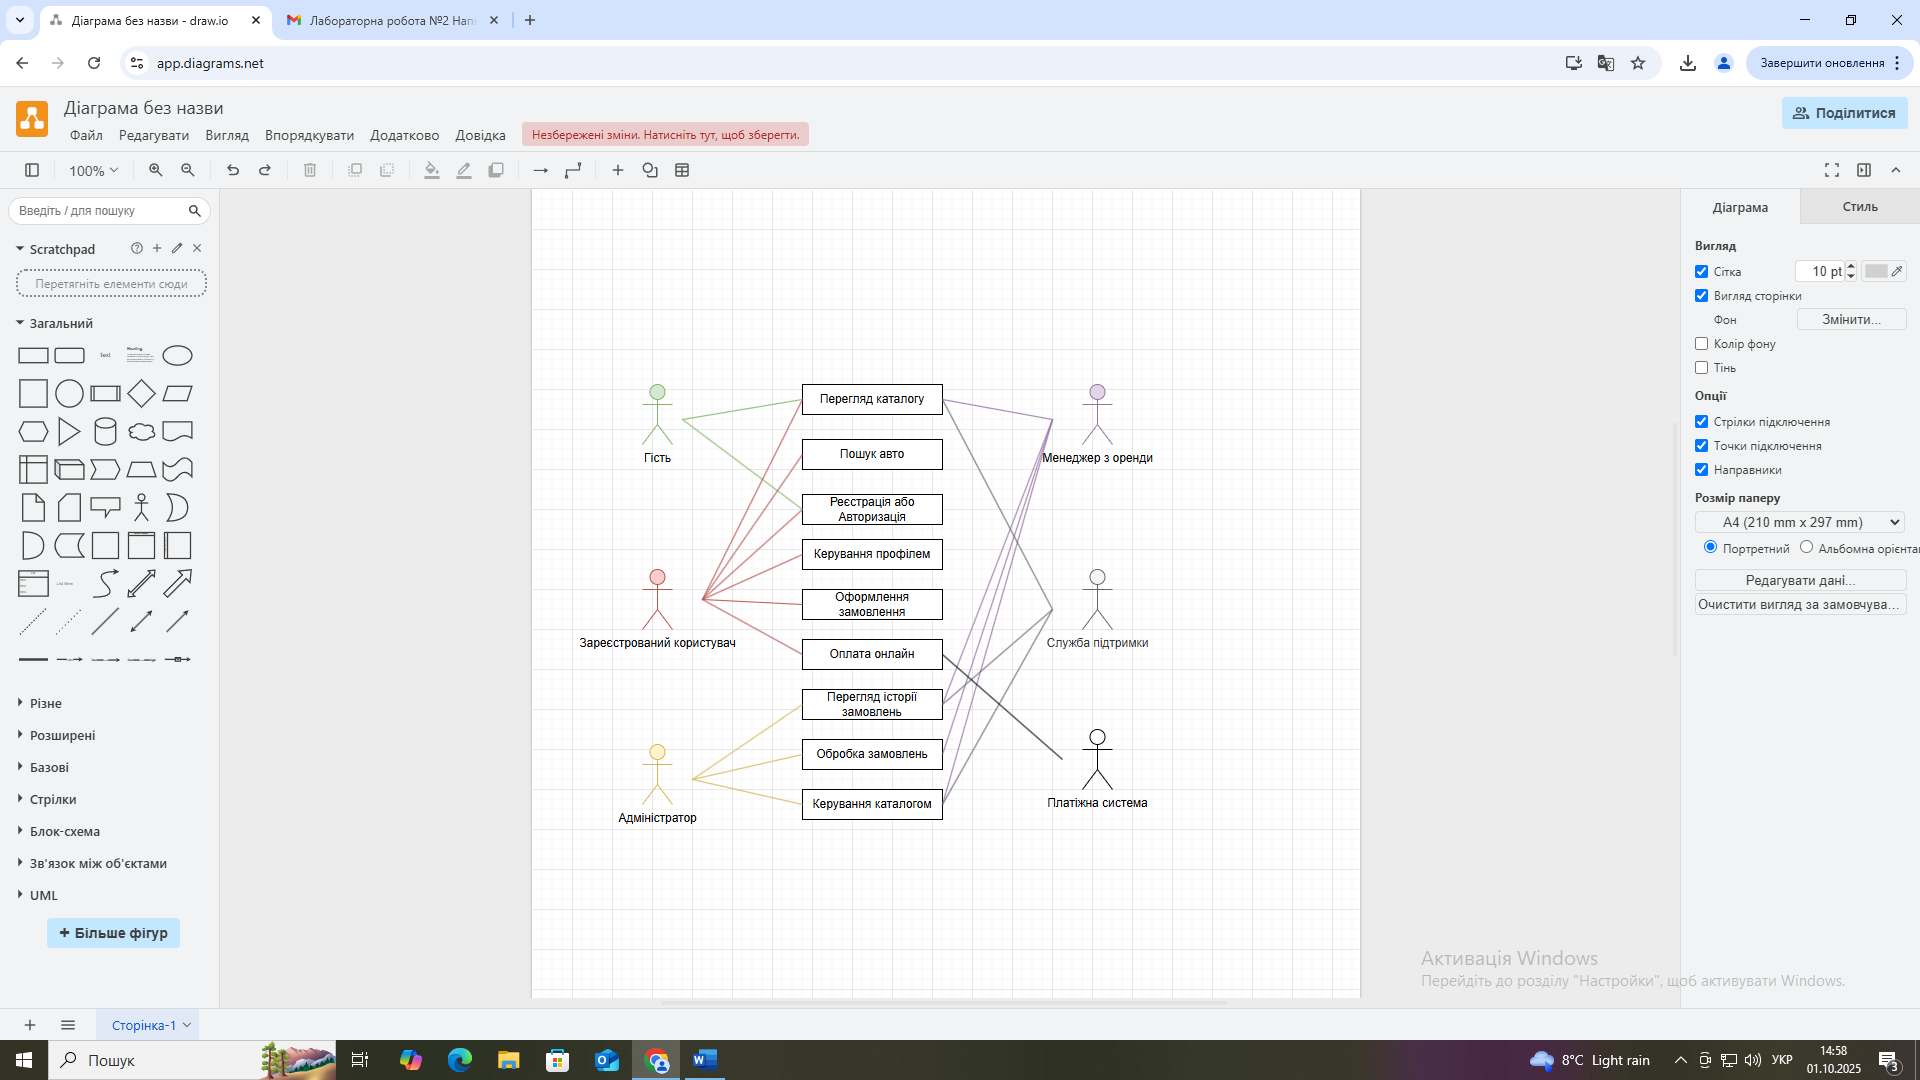 Діаграма без назви - draw.io
Лабораторна робота №2 Нап
app.diagrams.net
Завершити оновлення
Діаграма без назви
Поділитися
Файл Редагувати Вигляд Впорядкувати Додатково Довідка
Незбережені зміни. Натисніть тут, щоб зберегти.
100%
Введіть / для пошуку
Scratchpad
Перетягніть елементи сюди
Загальний
Text
Heading
List Item
Різне
Розширені
Базові
Стрілки
Блок-схема
Зв'язок між об'єктами
UML
+ Більше фігур
Гість
Зареєстрований користувач
Адміністратор
Перегляд каталогу
Пошук авто
Реєстрація або
Авторизація
Керування профілем
Оформлення
замовлення
Оплата онлайн
Перегляд історії
замовлень
Обробка замовлень
Керування каталогом
Менеджер з оренди
Служба підтримки
Платіжна система
Діаграма
Стиль
Вигляд
Сітка
10 pt
Вигляд сторінки
Фон
Змінити...
Колір фону
Тінь
Опції
Стрілки підключення
Точки підключення
Направники
Розмір паперу
A4 (210 mm x 297 mm)
Портретний
Альбомна орієнта
Редагувати дані...
Очистити вигляд за замовчува...
Активація Windows
Перейдіть до розділу "Настройки", щоб активувати Windows.
Сторінка-1
Пошук
8°C Light rain
УКР
14:58
01.10.2025
3